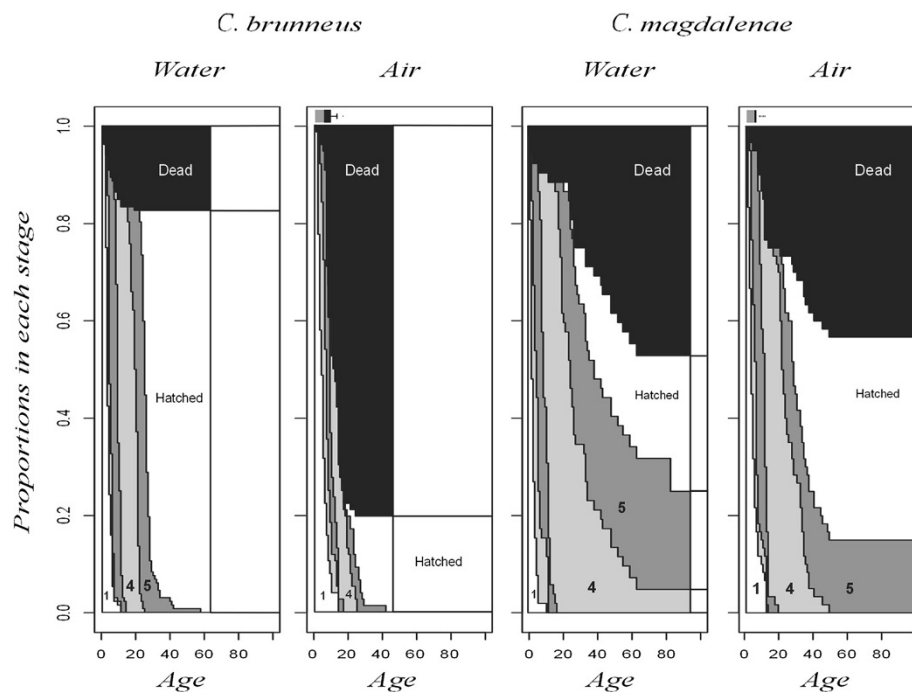 C. brunneus C. magdalenae
Water Air Water Air
Proportions in each stage
1.0
0.8
0.6
0.4
0.2
0.0
Dead Dead Dead Dead
Hatched Hatched Hatched Hatched
1 4 5
1 4
1 4 5
1 4 5
0 20 40 60 80 0 20 40 60 80 0 20 40 60 80 0 20 40 60 80
Age Age Age Age